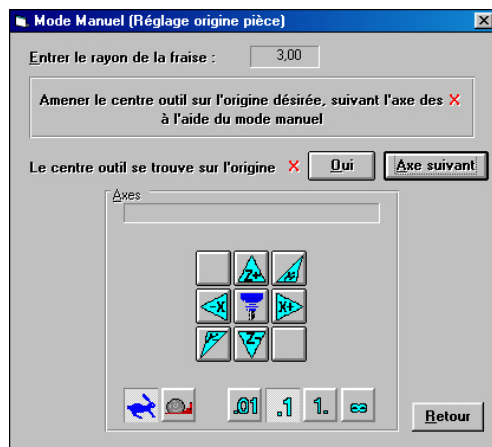 Mode Manuel (Réglage origine pièce)
Entrer le rayon de la fraise : 3,00
Amener le centre outil sur l'origine désirée, suivant l'axe des X
à l'aide du mode manuel
Le centre outil se trouve sur l'origine X Oui Axe suivant
Axes
Z+
-X X+
Z-
.01 .1 1. ∞
Retour